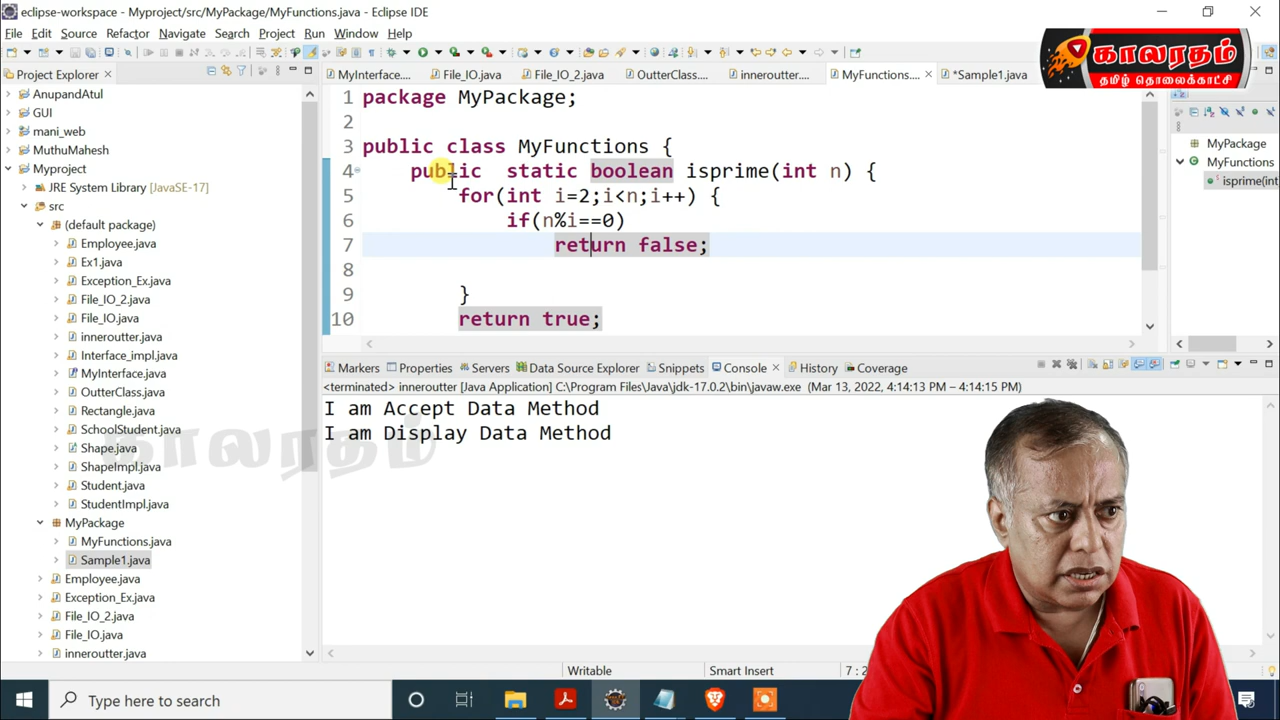 eclipse-workspace - Myproject/src/MyPackage/MyFunctions.java - Eclipse IDE
File Edit Source Refactor Navigate Search Project Run Window Help
காலரதம்
தமிழ் தொலைக்காட்சி
Project Explorer
MyInterface.... File_IO.java File_IO_2.java OutterClass.... inneroutter.... MyFunctions.... *Sample1.java
AnupandAtul
GUI
mani_web
MuthuMahesh
Myproject
JRE System Library [JavaSE-17]
src
(default package)
Employee.java
Ex1.java
Exception_Ex.java
File_IO_2.java
File_IO.java
inneroutter.java
Interface_impl.java
MyInterface.java
OutterClass.java
Rectangle.java
SchoolStudent.java
Shape.java
ShapeImpl.java
Student.java
StudentImpl.java
MyPackage
MyFunctions.java
Sample1.java
Employee.java
Exception_Ex.java
File_IO_2.java
File_IO.java
inneroutter.java
1 package MyPackage;
2
3 public class MyFunctions {
4 public static boolean isprime(int n) {
5 for(int i=2;i<n;i++) {
6 if(n%i==0)
7 return false;
8
9 }
10 return true;
MyPackage
MyFunctions
isprime(int
Markers Properties Servers Data Source Explorer Snippets Console History Coverage
<terminated> inneroutter [Java Application] C:\Program Files\Java\jdk-17.0.2\bin\javaw.exe (Mar 13, 2022, 4:14:13 PM – 4:14:15 PM)
I am Accept Data Method
I am Display Data Method
காலரதம்
Writable Smart Insert 7 : 2
Type here to search